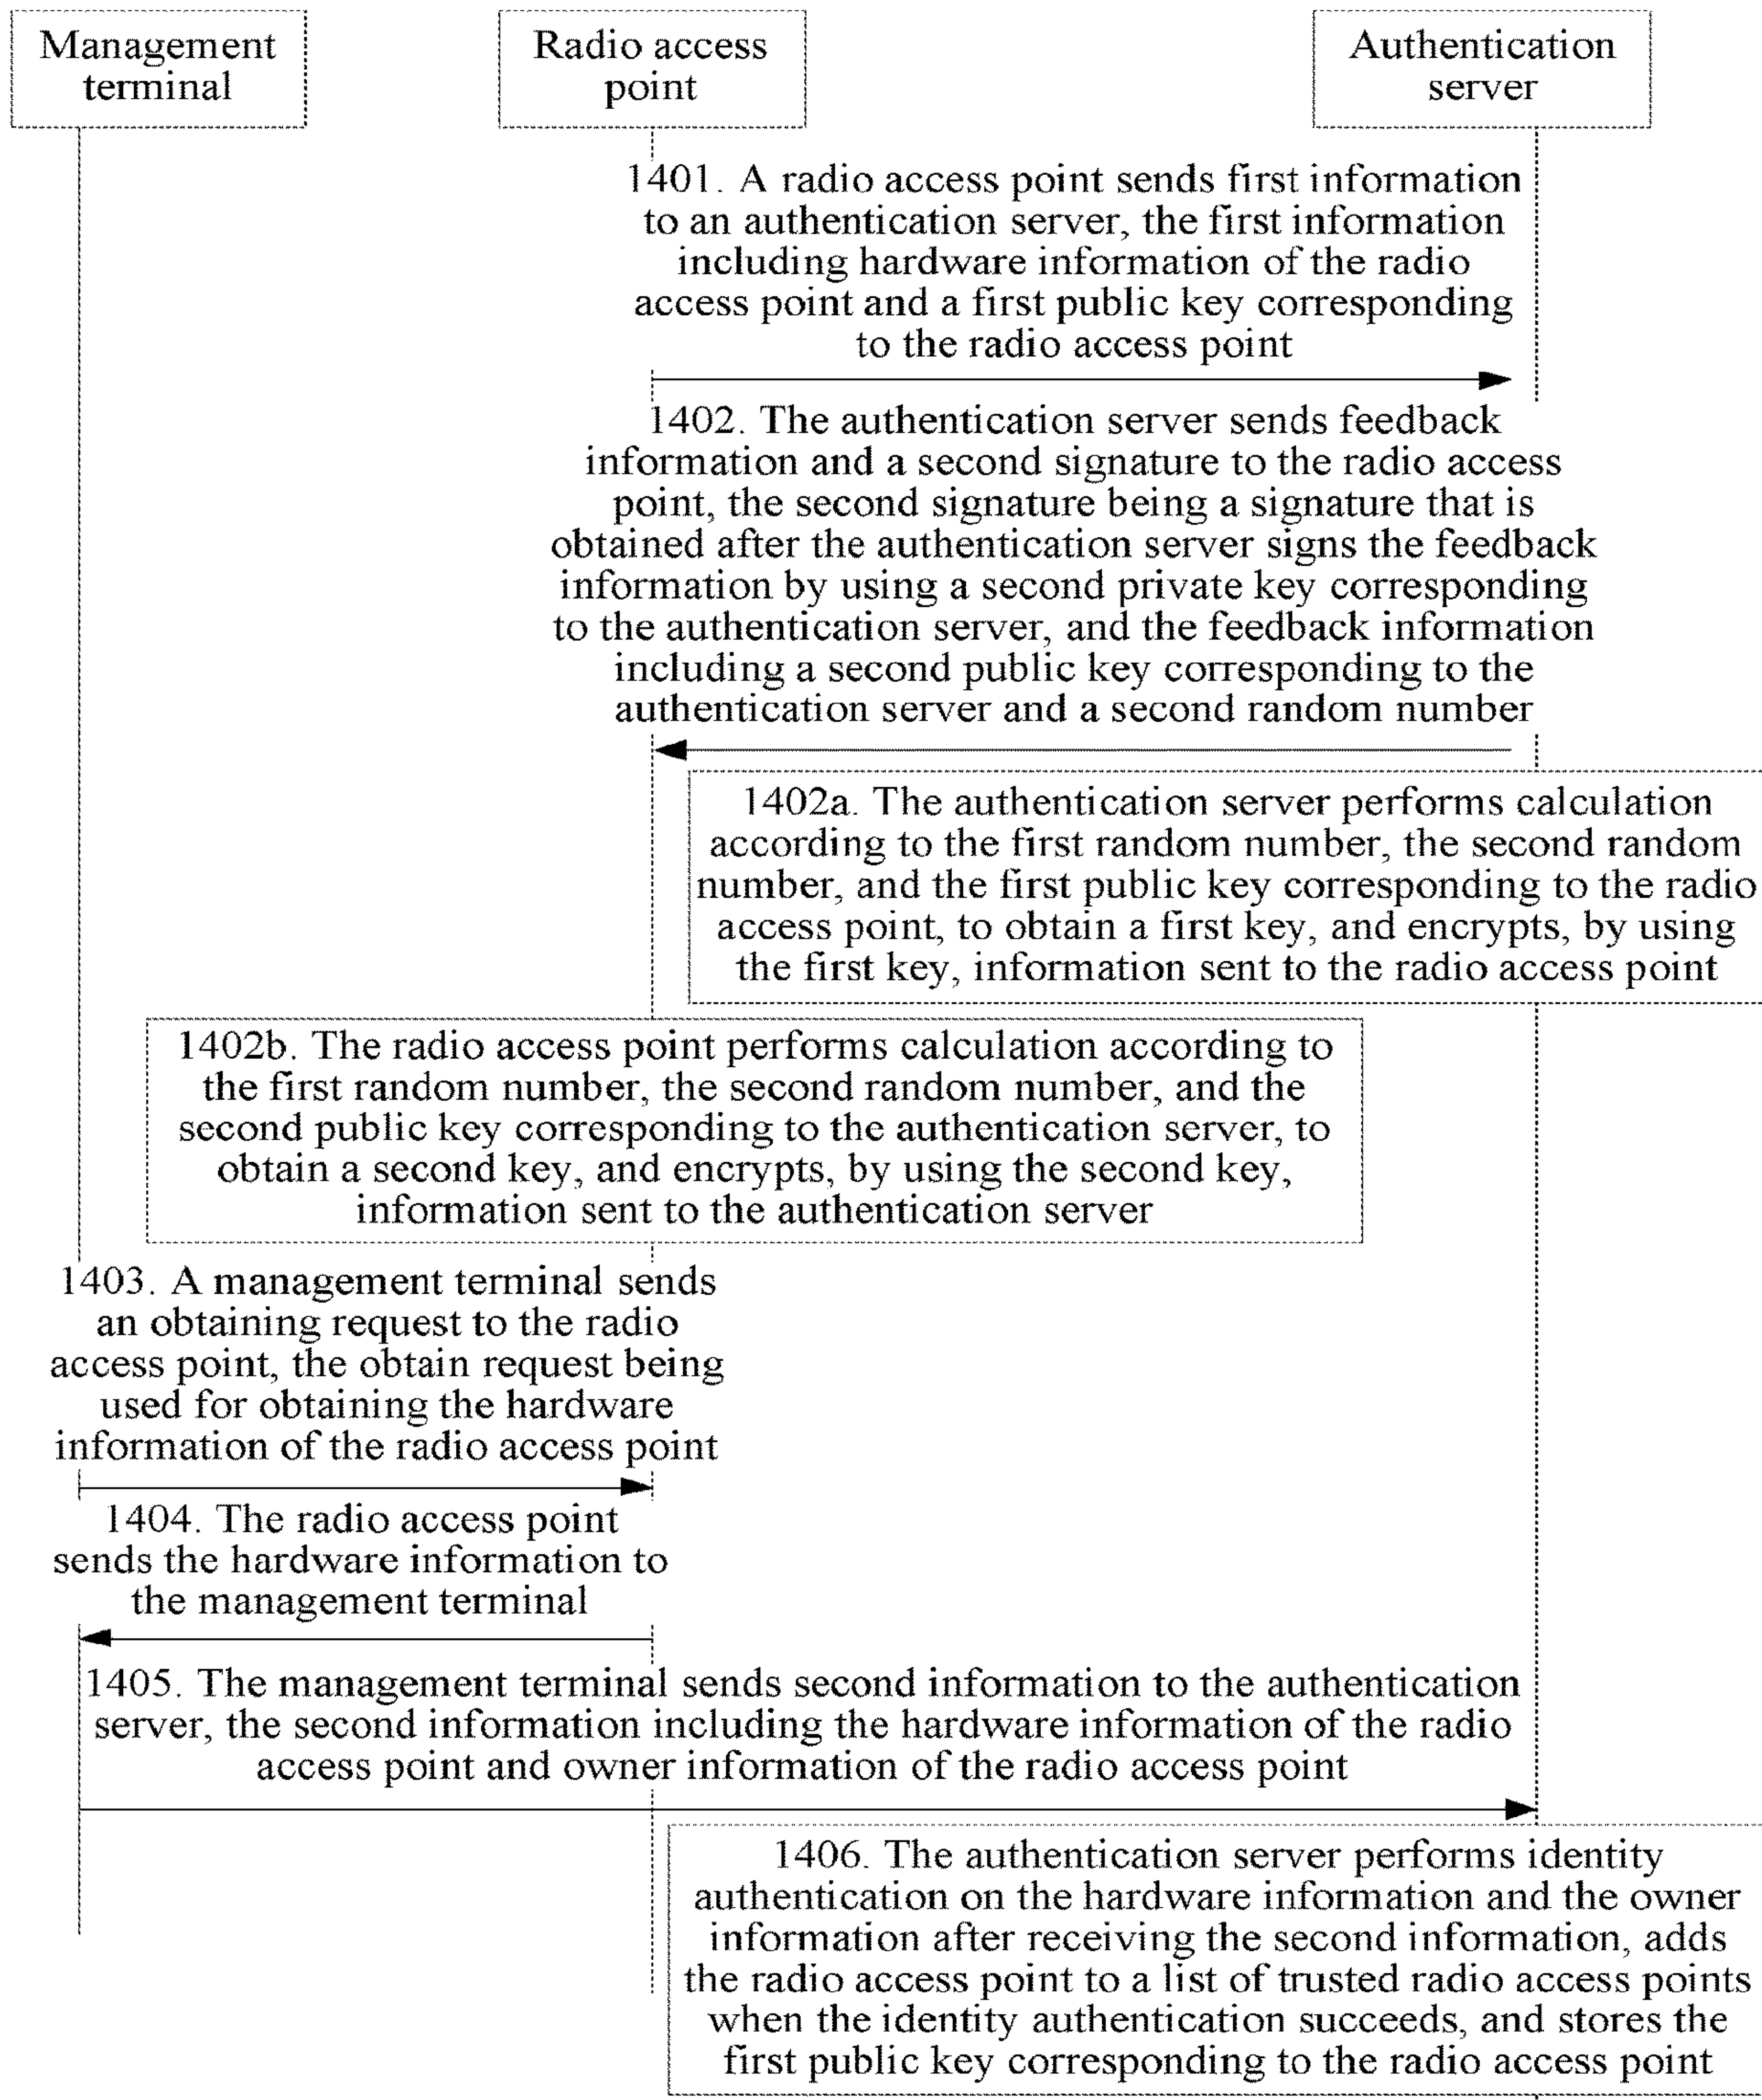 Management
terminal
Radio access
point
Authentication
server
1401. A radio access point sends first information
to an authentication server, the first information
including hardware information of the radio
access point and a first public key corresponding
to the radio access point
1402. The authentication server sends feedback
information and a second signature to the radio access
point, the second signature being a signature that is
obtained after the authentication server signs the feedback
information by using a second private key corresponding
to the authentication server, and the feedback information
including a second public key corresponding to the
authentication server and a second random number
1402a. The authentication server performs calculation
according to the first random number, the second random
number, and the first public key corresponding to the radio
access point, to obtain a first key, and encrypts, by using
the first key, information sent to the radio access point
1402b. The radio access point performs calculation according to
the first random number, the second random number, and the
second public key corresponding to the authentication server, to
obtain a second key, and encrypts, by using the second key,
information sent to the authentication server
1403. A management terminal sends
an obtaining request to the radio
access point, the obtain request being
used for obtaining the hardware
information of the radio access point
1404. The radio access point
sends the hardware information to
the management terminal
1405. The management terminal sends second information to the authentication
server, the second information including the hardware information of the radio
access point and owner information of the radio access point
1406. The authentication server performs identity
authentication on the hardware information and the owner
information after receiving the second information, adds
the radio access point to a list of trusted radio access points
when the identity authentication succeeds, and stores the
first public key corresponding to the radio access point